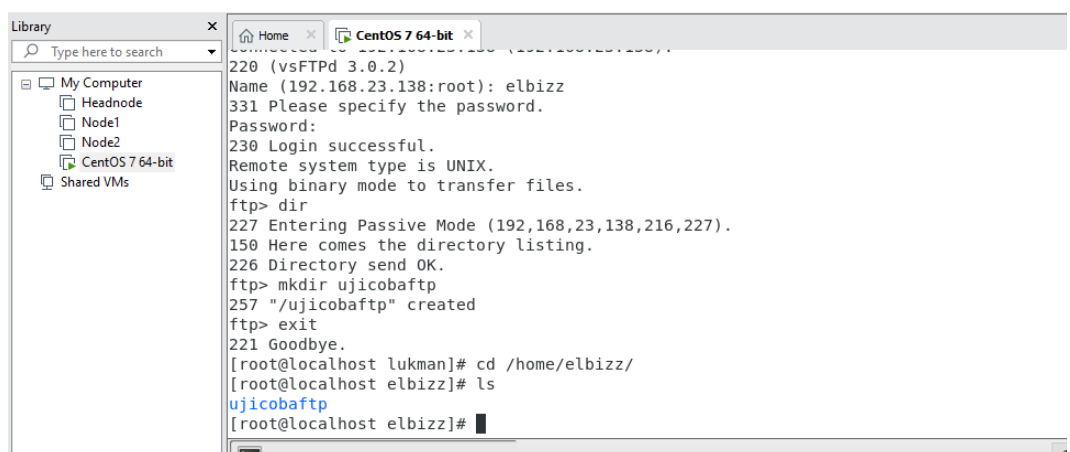 Library
Type here to search
My Computer
Headnode
Node1
Node2
CentOS 7 64-bit
Shared VMs
Home
CentOS 7 64-bit
220 (vsFTPd 3.0.2)
Name (192.168.23.138:root): elbizz
331 Please specify the password.
Password:
230 Login successful.
Remote system type is UNIX.
Using binary mode to transfer files.
ftp> dir
227 Entering Passive Mode (192,168,23,138,216,227).
150 Here comes the directory listing.
226 Directory send OK.
ftp> mkdir ujicobaftp
257 "/ujicobaftp" created
ftp> exit
221 Goodbye.
[root@localhost lukman]# cd /home/elbizz/
[root@localhost elbizz]# ls
ujicobaftp
[root@localhost elbizz]#